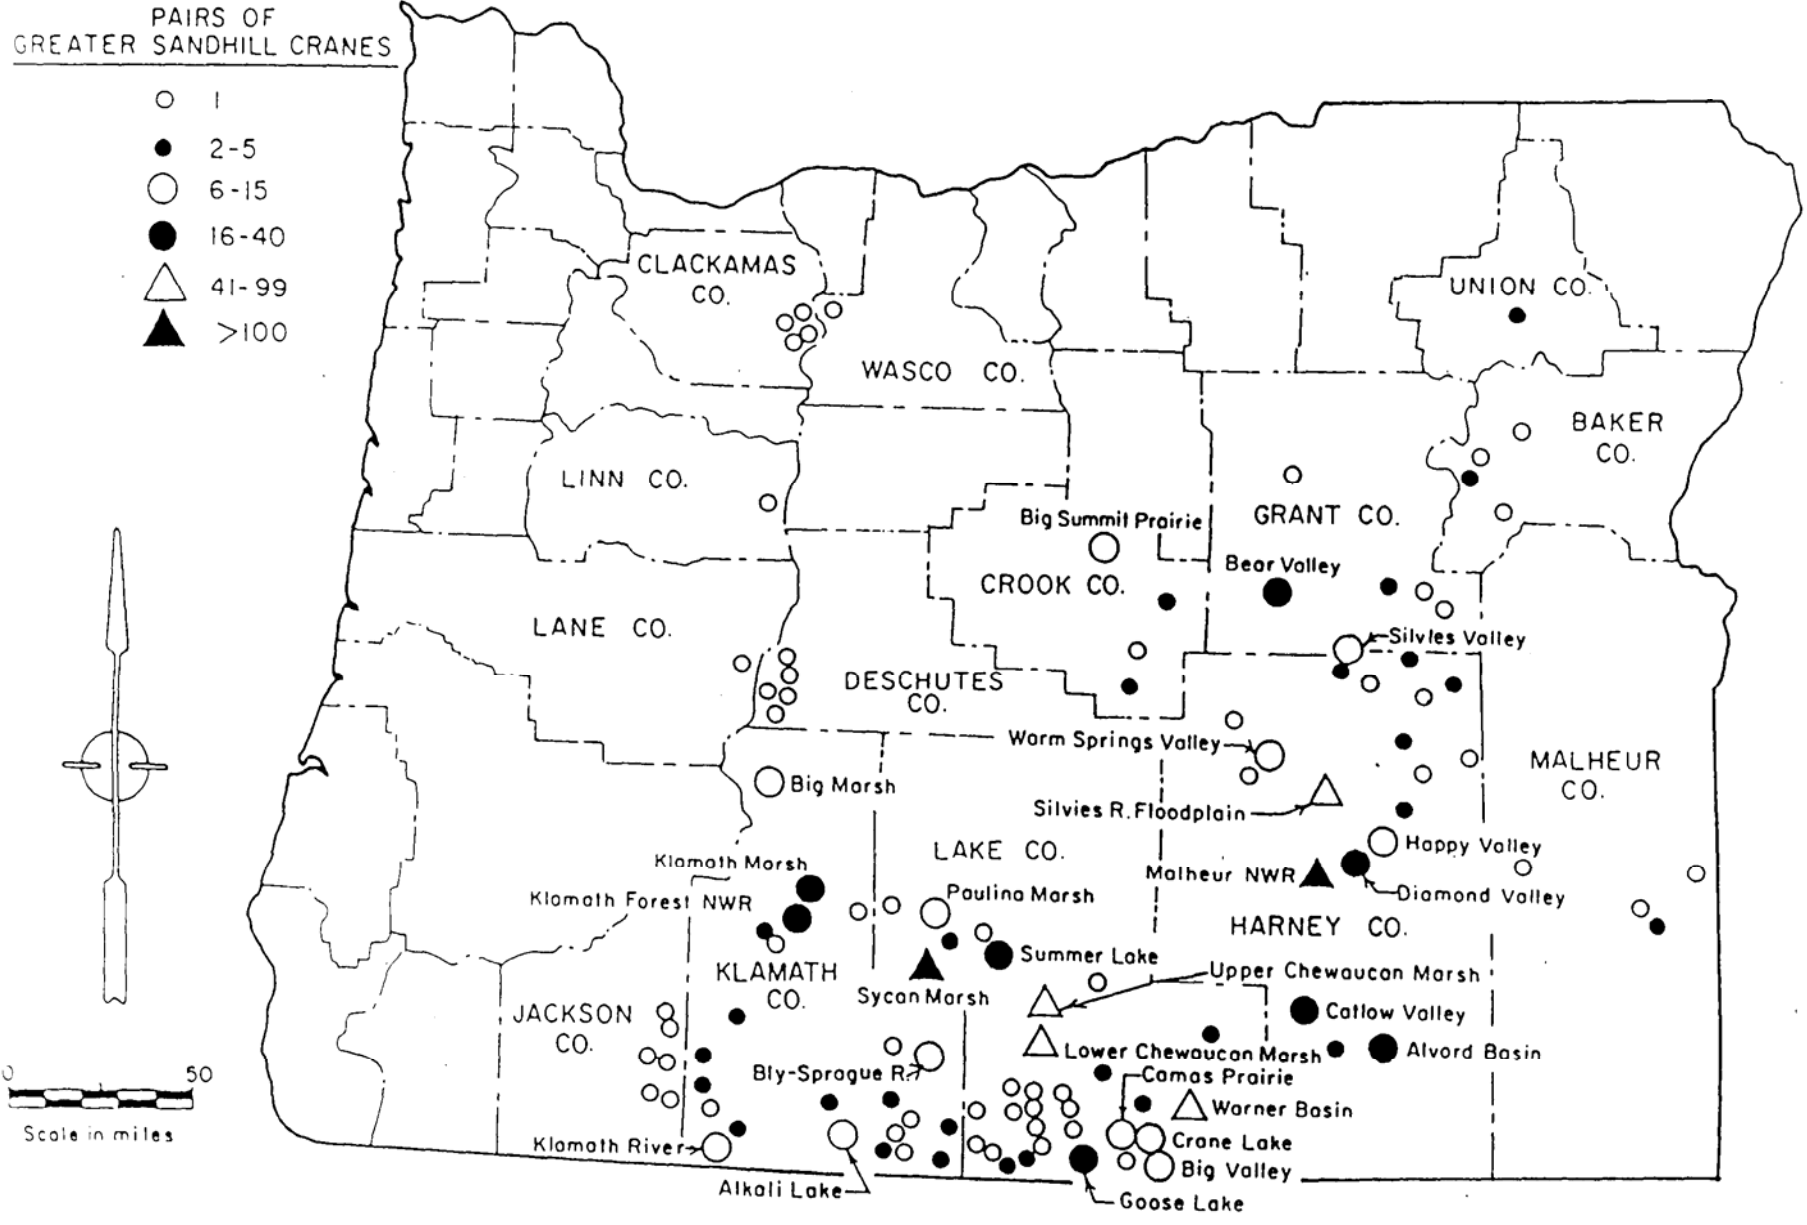 PAIRS OF
GREATER SANDHILL CRANES
1
2-5
6-15
16-40
41-99
>100
CLACKAMAS
CO.
WASCO CO.
UNION CO.
BAKER
CO.
LINN CO.
Big Summit Prairie
GRANT CO.
CROOK CO.
Bear Valley
LANE CO.
Silvies Valley
DESCHUTES
CO.
Warm Springs Valley
MALHEUR
CO.
Big Marsh
Silvies R. Floodplain
LAKE CO.
Happy Valley
Klamath Marsh
Malheur NWR
Paulina Marsh
Diamond Valley
Klamath Forest NWR
HARNEY CO.
Summer Lake
KLAMATH
CO.
Upper Chewaucan Marsh
Sycan Marsh
JACKSON
CO.
Catlow Valley
Lower Chewaucan Marsh
Alvord Basin
Bly-Sprague R.
Camas Prairie
0 50
Scale in miles
Warner Basin
Klamath River
Crane Lake
Big Valley
Alkali Lake
Goose Lake